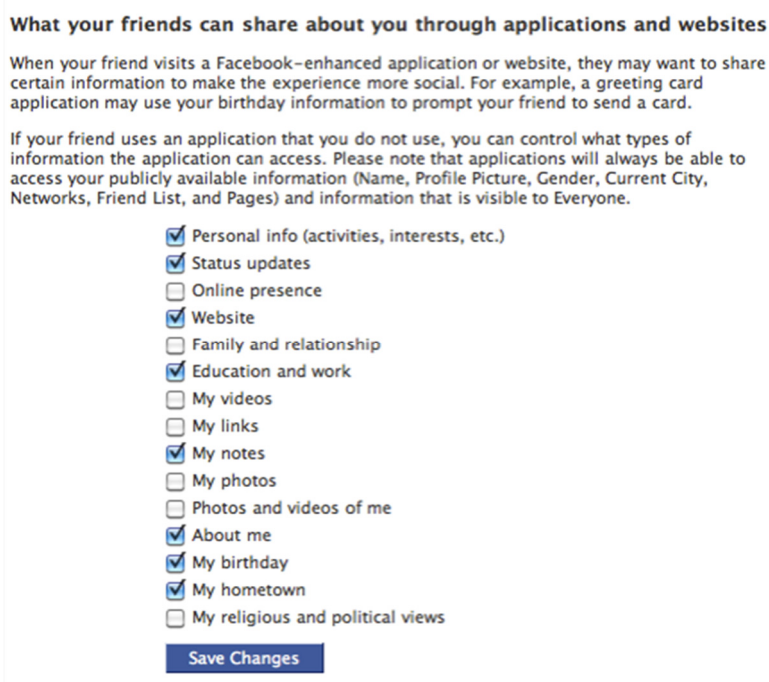 What your friends can share about you through applications and websites
When your friend visits a Facebook-enhanced application or website, they may want to share
certain information to make the experience more social. For example, a greeting card
application may use your birthday information to prompt your friend to send a card.
If your friend uses an application that you do not use, you can control what types of
information the application can access. Please note that applications will always be able to
access your publicly available information (Name, Profile Picture, Gender, Current City,
Networks, Friend List, and Pages) and information that is visible to Everyone.
Personal info (activities, interests, etc.)
Status updates
Online presence
Website
Family and relationship
Education and work
My videos
My links
My notes
My photos
Photos and videos of me
About me
My birthday
My hometown
My religious and political views
Save Changes